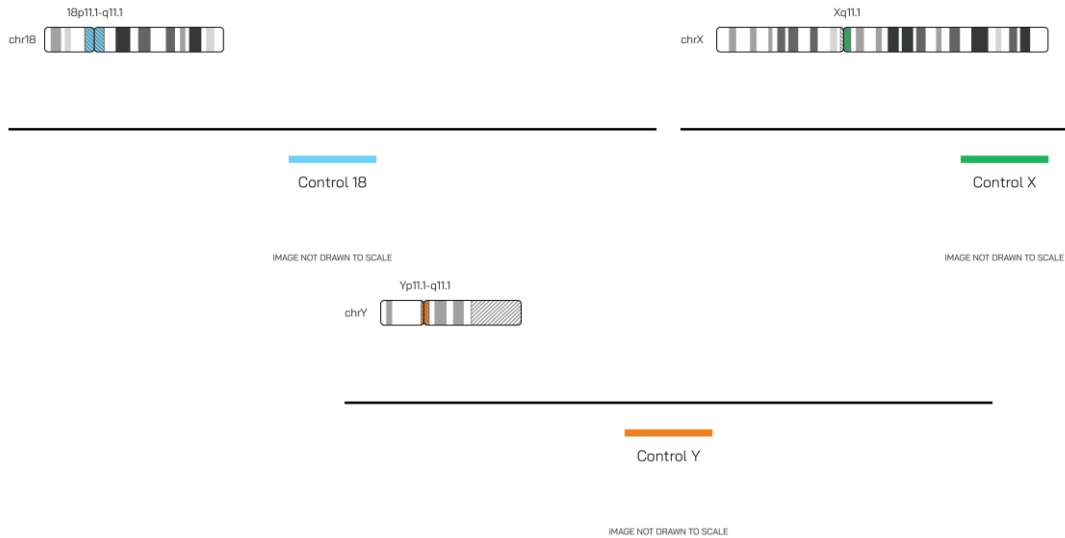 18p11.1-q11.1
chr18
Xq11.1
chrX
Control 18
Control X
IMAGE NOT DRAWN TO SCALE
IMAGE NOT DRAWN TO SCALE
Yp11.1-q11.1
chrY
Control Y
IMAGE NOT DRAWN TO SCALE